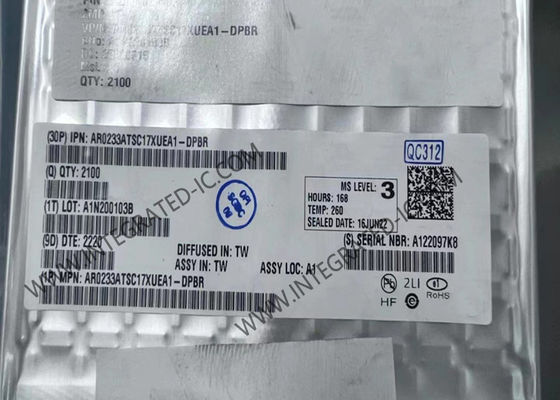 QTY: 2100
(30P) IPN: AR0233ATSC17XUEA1-DPBR
QC312
(Q) QTY: 2100
MS LEVEL: 3
HOURS: 168
TEMP: 260
SEALED DATE: 16JUN22
(1T) LOT: A1N200103B
(S) SERIAL NBR: A122097K8
(9D) DTE: 2220
DIFFUSED IN: TW
ASSY IN: TW
ASSY LOC: A1
MPN: AR0233ATSC17XUEA1-DPBR
Pb
2LI
HF
e
RoHS
WWW.INTEGRATED-IC.COM
WWW.INTEGRATED-IC.COM